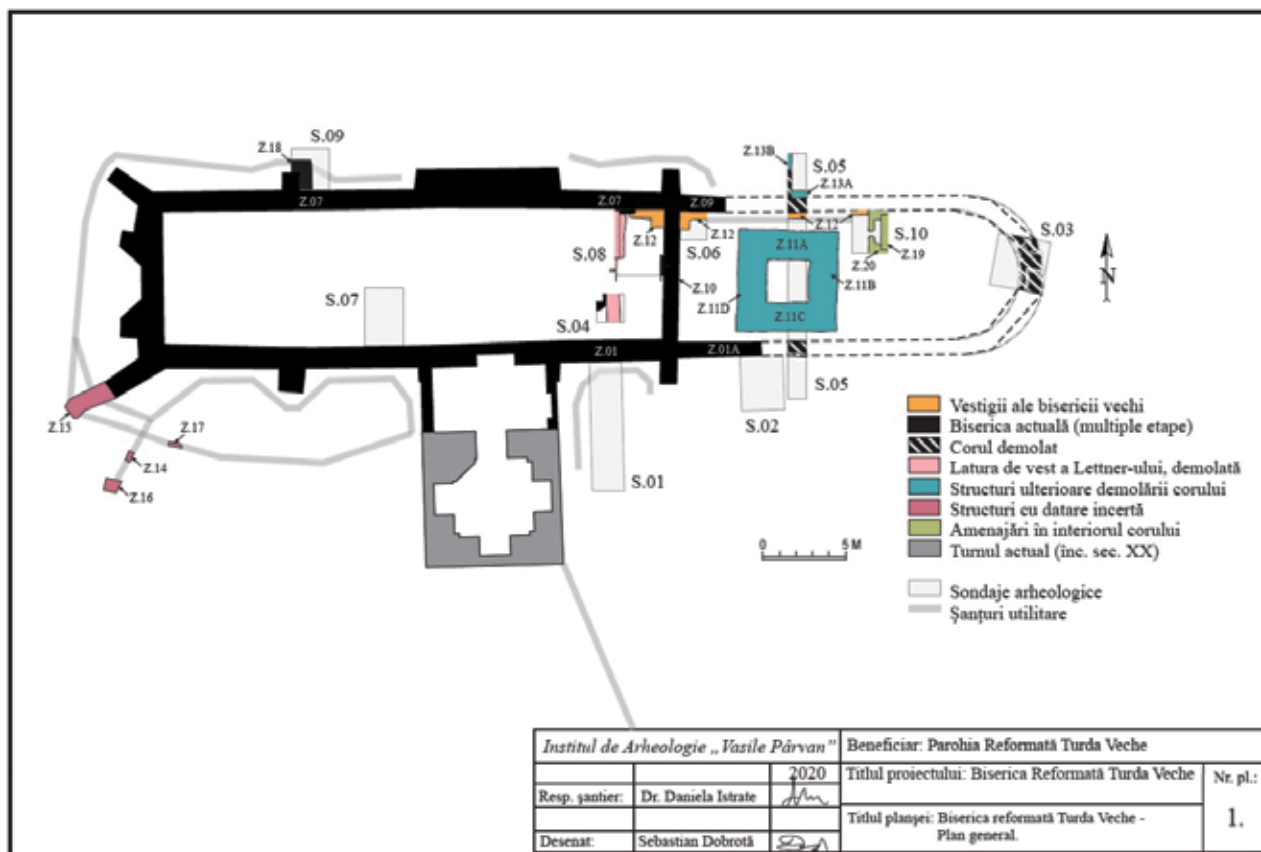 S.09
Z.18
Z.13B
S.05
Z.13A
Z.07
Z.07
Z.09
Z.12
Z.12
Z.12
S.06
S.10
S.03
S.08
Z.11A
Z.20
Z.19
N
S.07
Z.10
Z.11D
Z.11B
Z.11C
S.04
Z.01
Z.01A
S.05
S.02
Z.15
Z.17
Z.14
Z.16
S.01
Vestigii ale bisericii vechi
Biserica actuală (multiple etape)
Corul demolat
Latura de vest a Lettner-ului, demolată
Structuri ulterioare demolării corului
Structuri cu datare incertă
Amenajări în interiorul corului
Turnul actual (înc. sec. XX)
0 5 M
Sondaje arheologice
Șanțuri utilitare
Institul de Arheologie „Vasile Pârvan”
Beneficiar: Parohia Reformată Turda Veche
2020
Titlul proiectului: Biserica Reformată Turda Veche
Nr. pl.:
Resp. șantier: Dr. Daniela Istrate
Titlul planșei: Biserica reformată Turda Veche -
Plan general.
1.
Desenat: Sebastian Dobrotă